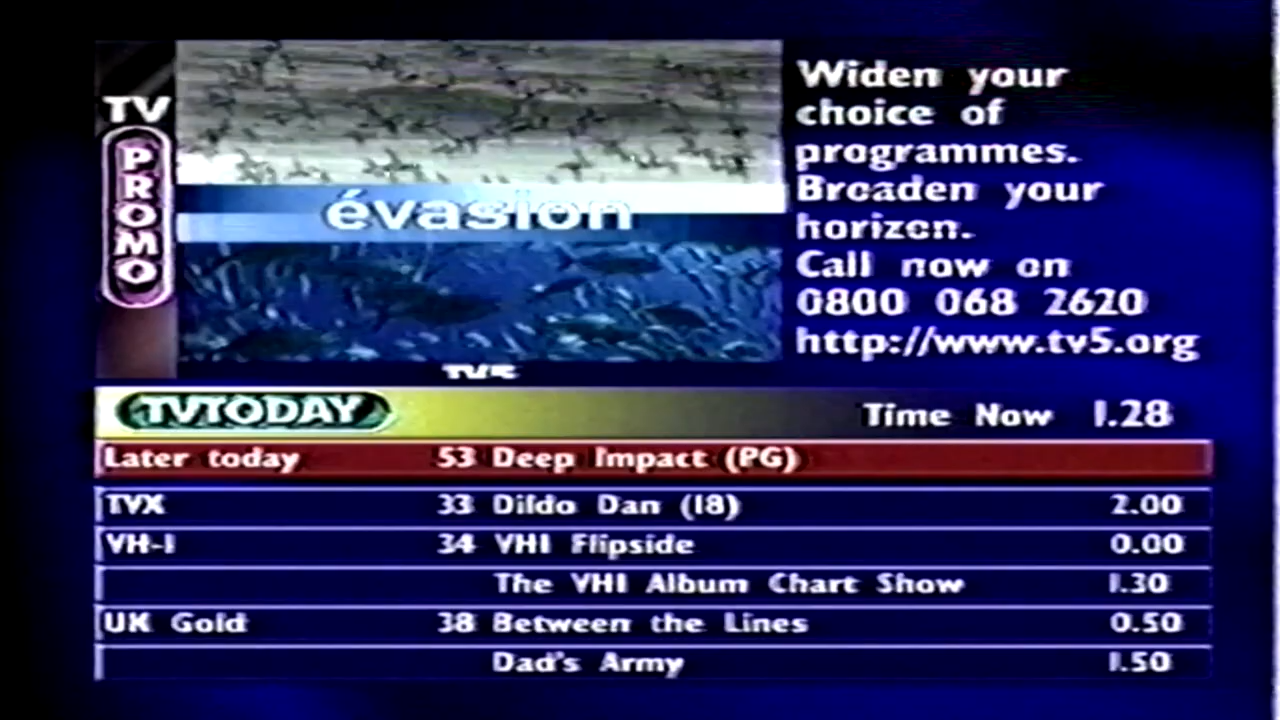 TV
PROMO
évasion
TV5
Widen your
choice of
programmes.
Broaden your
horizon.
Call now on
0800 068 2620
http://www.tv5.org
TVTODAY Time Now 1.28
Later today 53 Deep Impact (PG)
TVX 33 Dildo Dan (18) 2.00
VH-1 34 VH1 Flipside 0.00
The VH1 Album Chart Show 1.30
UK Gold 38 Between the Lines 0.50
Dad's Army 1.50